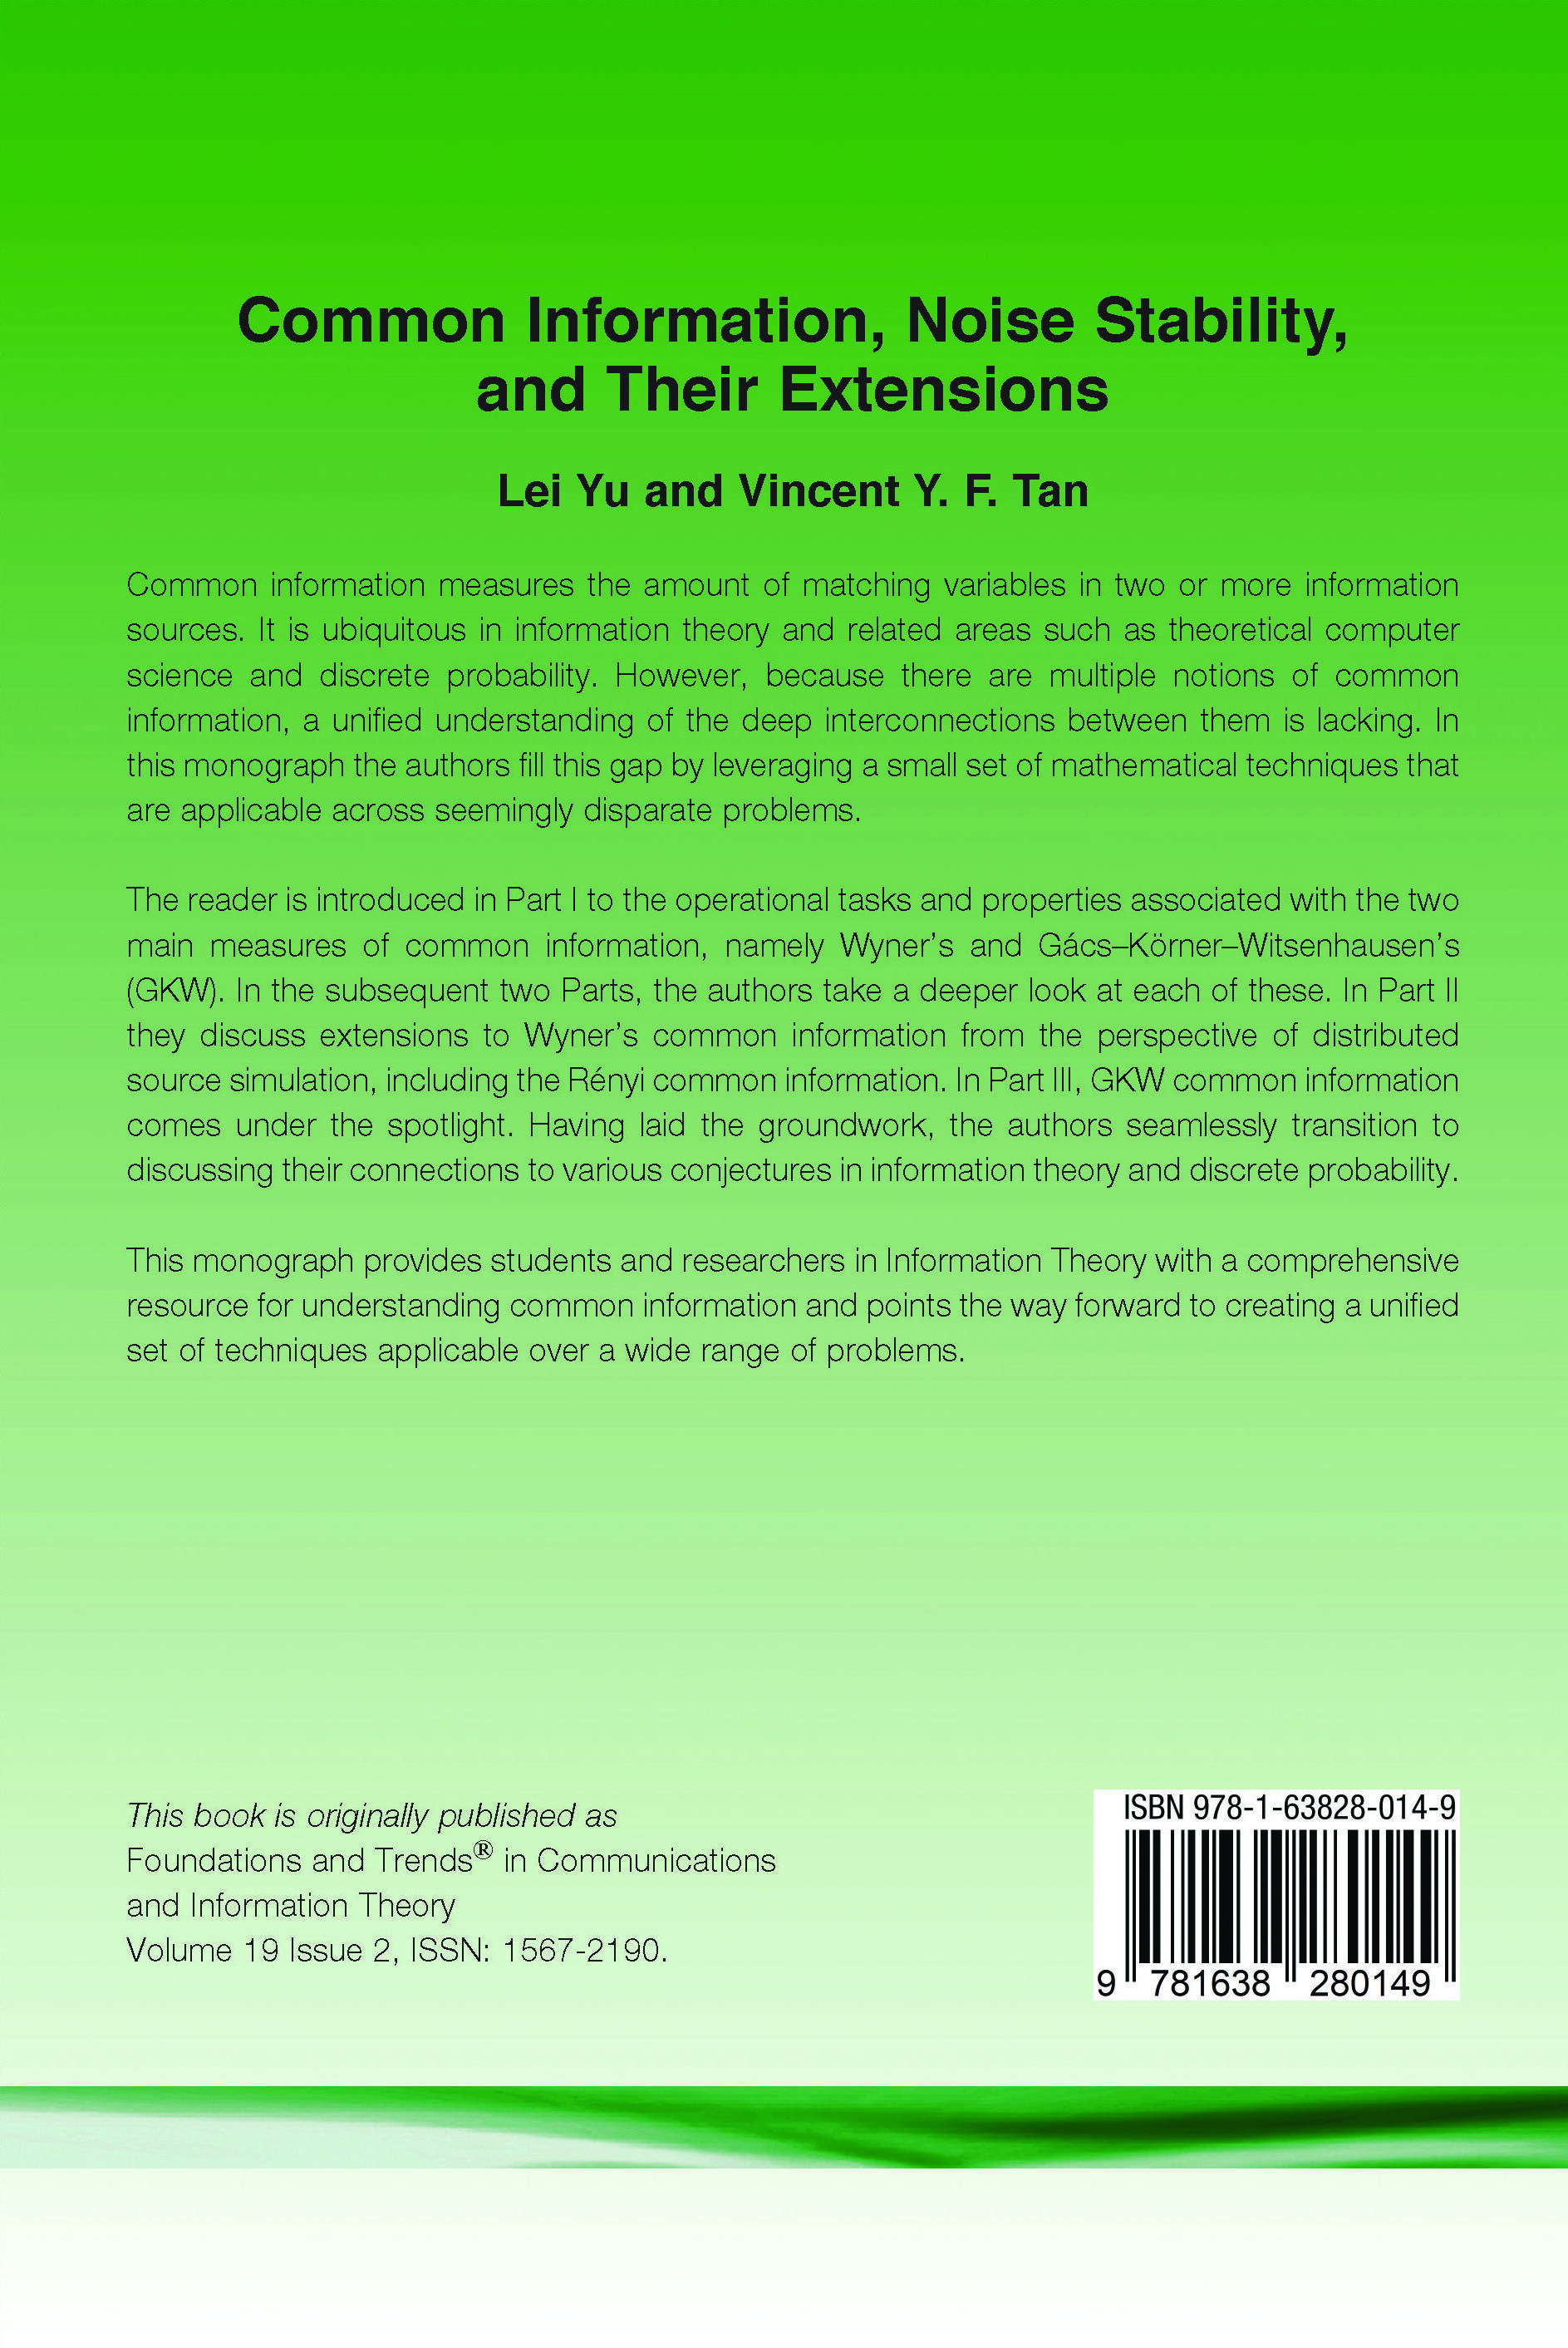 Common Information, Noise Stability,
and Their Extensions
Lei Yu and Vincent Y. F. Tan
Common information measures the amount of matching variables in two or more information
sources. It is ubiquitous in information theory and related areas such as theoretical computer
science and discrete probability. However, because there are multiple notions of common
information, a unified understanding of the deep interconnections between them is lacking. In
this monograph the authors fill this gap by leveraging a small set of mathematical techniques that
are applicable across seemingly disparate problems.
The reader is introduced in Part I to the operational tasks and properties associated with the two
main measures of common information, namely Wyner’s and Gács–Körner–Witsenhausen’s
(GKW). In the subsequent two Parts, the authors take a deeper look at each of these. In Part II
they discuss extensions to Wyner’s common information from the perspective of distributed
source simulation, including the Rényi common information. In Part III, GKW common information
comes under the spotlight. Having laid the groundwork, the authors seamlessly transition to
discussing their connections to various conjectures in information theory and discrete probability.
This monograph provides students and researchers in Information Theory with a comprehensive
resource for understanding common information and points the way forward to creating a unified
set of techniques applicable over a wide range of problems.
This book is originally published as
Foundations and Trends® in Communications
and Information Theory
Volume 19 Issue 2, ISSN: 1567-2190.
ISBN 978-1-63828-014-9
9 781638 280149